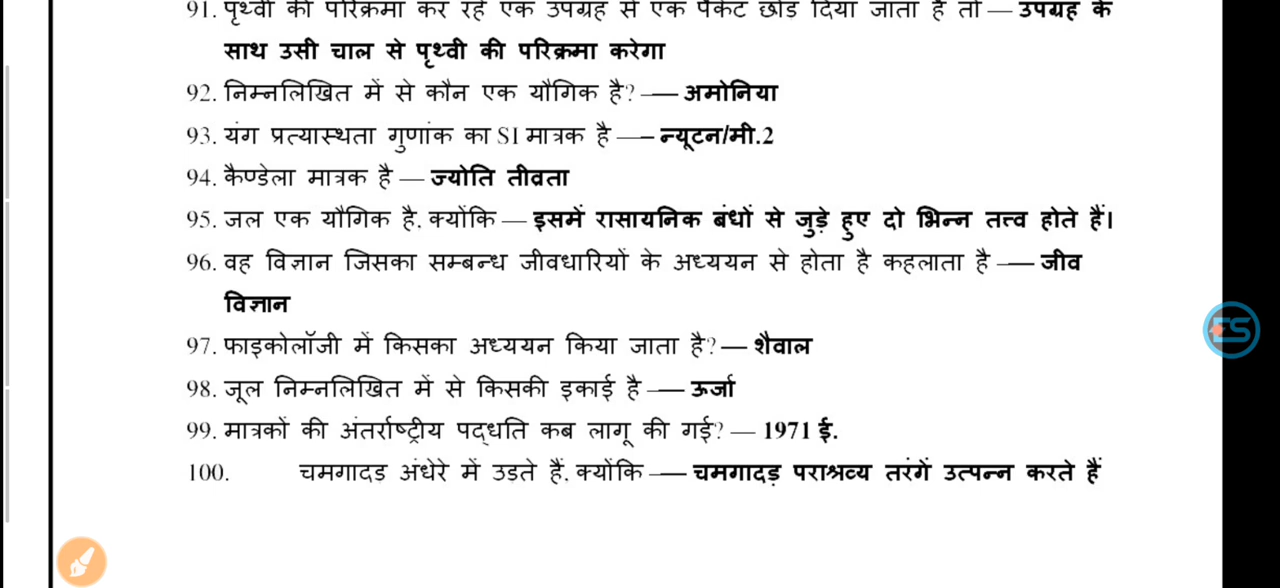 91. पृथ्वी की परिक्रमा कर रहे एक उपग्रह से एक पैकेट छोड़ दिया जाता है तो — उपग्रह के
साथ उसी चाल से पृथ्वी की परिक्रमा करेगा
92. निम्नलिखित में से कौन एक यौगिक है? — अमोनिया
93. यंग प्रत्यास्थता गुणांक का SI मात्रक है — न्यूटन/मी.2
94. कैण्डेला मात्रक है — ज्योति तीव्रता
95. जल एक यौगिक है, क्योंकि — इसमें रासायनिक बंधों से जुड़े हुए दो भिन्न तत्त्व होते हैं।
96. वह विज्ञान जिसका सम्बन्ध जीवधारियों के अध्ययन से होता है कहलाता है — जीव
विज्ञान
97. फाइकोलॉजी में किसका अध्ययन किया जाता है? — शैवाल
98. जूल निम्नलिखित में से किसकी इकाई है — ऊर्जा
99. मात्रकों की अंतर्राष्ट्रीय पद्धति कब लागू की गई? — 1971 ई.
100. चमगादड़ अंधेरे में उड़ते हैं, क्योंकि — चमगादड़ पराश्रव्य तरंगें उत्पन्न करते हैं
ES